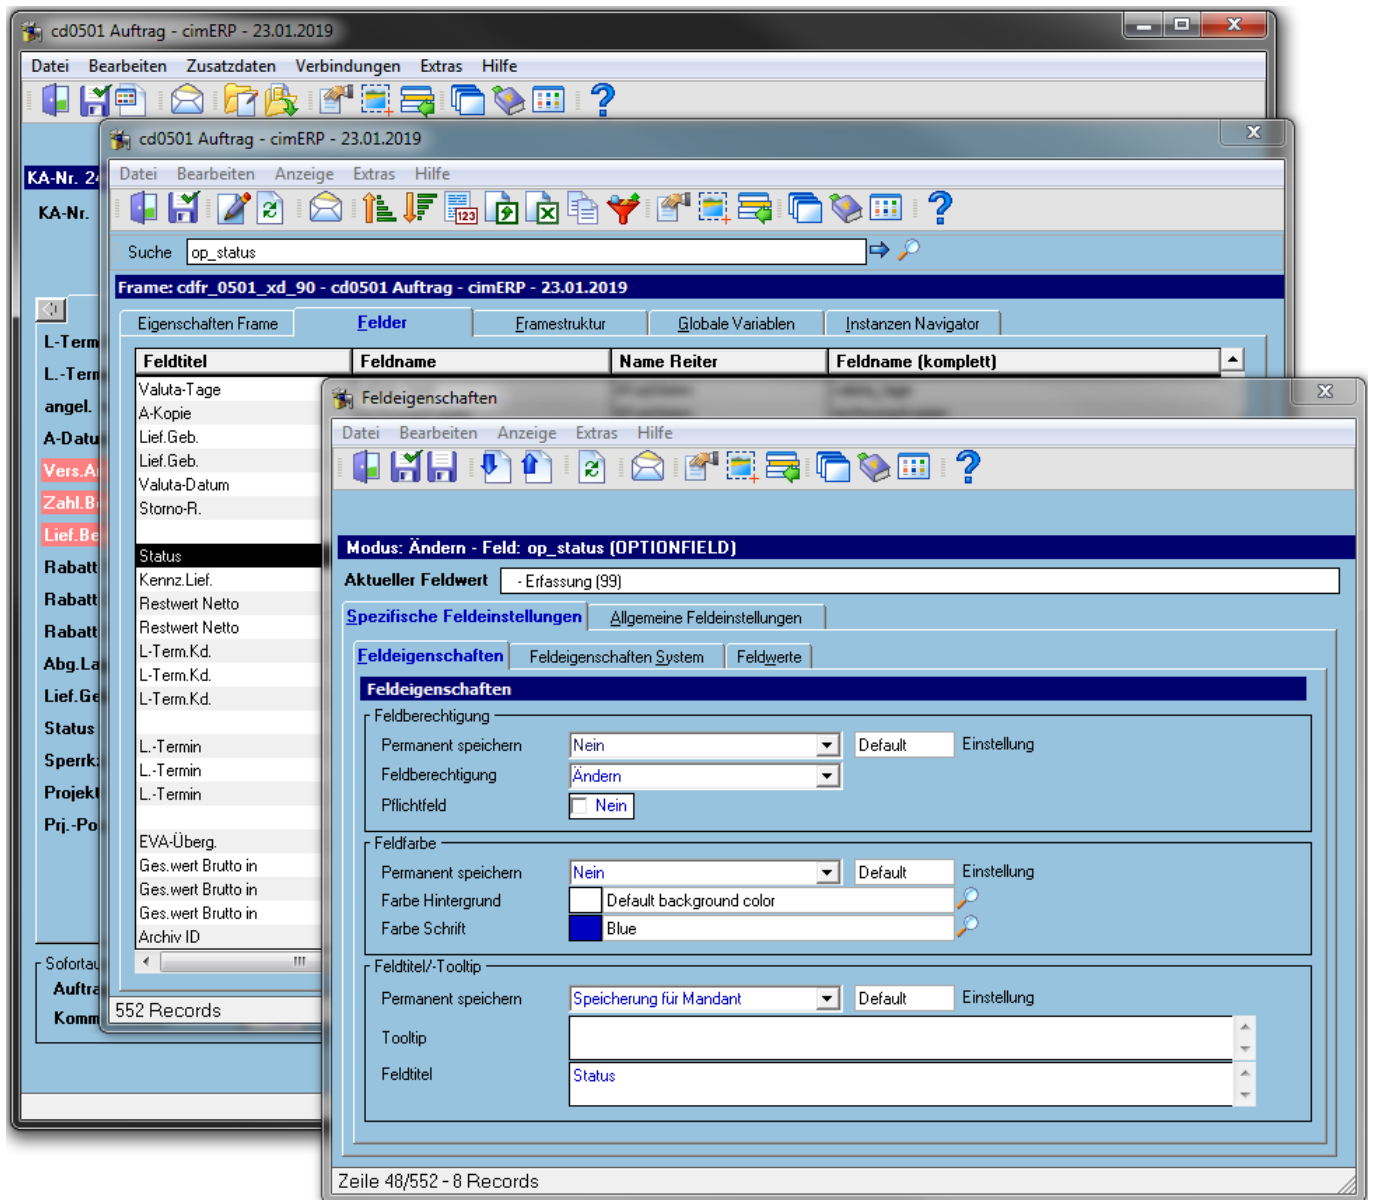 cd0501 Auftrag - cimERP - 23.01.2019
Datei Bearbeiten Zusatzdaten Verbindungen Extras Hilfe
KA-Nr. 24
KA-Nr.
L-Term
L.-Tern
angel.
A-Datu
Vers.A
Zahl.B
Lief.Be
Rabatt
Rabatt
Rabatt
Abg.La
Lief.Ge
Status
Sperrk
Projekt
Prj.-Po
Sofortau
Auftra
Komm
cd0501 Auftrag - cimERP - 23.01.2019
Datei Bearbeiten Anzeige Extras Hilfe
123
Suche op_status
Frame: cdfr_0501_xd_90 - cd0501 Auftrag - cimERP - 23.01.2019
Eigenschaften Frame Felder Framestruktur Globale Variablen Instanzen Navigator
Feldtitel Feldname Name Reiter Feldname (komplett)
Valuta-Tage
A-Kopie
Lief.Geb.
Lief.Geb.
Valuta-Datum
Storno-R.
Status
Kennz.Lief.
Restwert Netto
Restwert Netto
L-Term.Kd.
L-Term.Kd.
L-Term.Kd.
L.-Termin
L.-Termin
L.-Termin
EVA-Überg.
Ges.wert Brutto in
Ges.wert Brutto in
Ges.wert Brutto in
Archiv ID
552 Records
Feldeigenschaften
Datei Bearbeiten Anzeige Extras Hilfe
Modus: Ändern - Feld: op_status (OPTIONFIELD)
Aktueller Feldwert - Erfassung (99)
Spezifische Feldeinstellungen Allgemeine Feldeinstellungen
Feldeigenschaften Feldeigenschaften System Feldwerte
Feldeigenschaften
Feldberechtigung
Permanent speichern Nein Default Einstellung
Feldberechtigung Ändern
Pflichtfeld Nein
Feldfarbe
Permanent speichern Nein Default Einstellung
Farbe Hintergrund Default background color
Farbe Schrift Blue
Feldtitel/-Tooltip
Permanent speichern Speicherung für Mandant Default Einstellung
Tooltip
Feldtitel Status
Zeile 48/552 - 8 Records